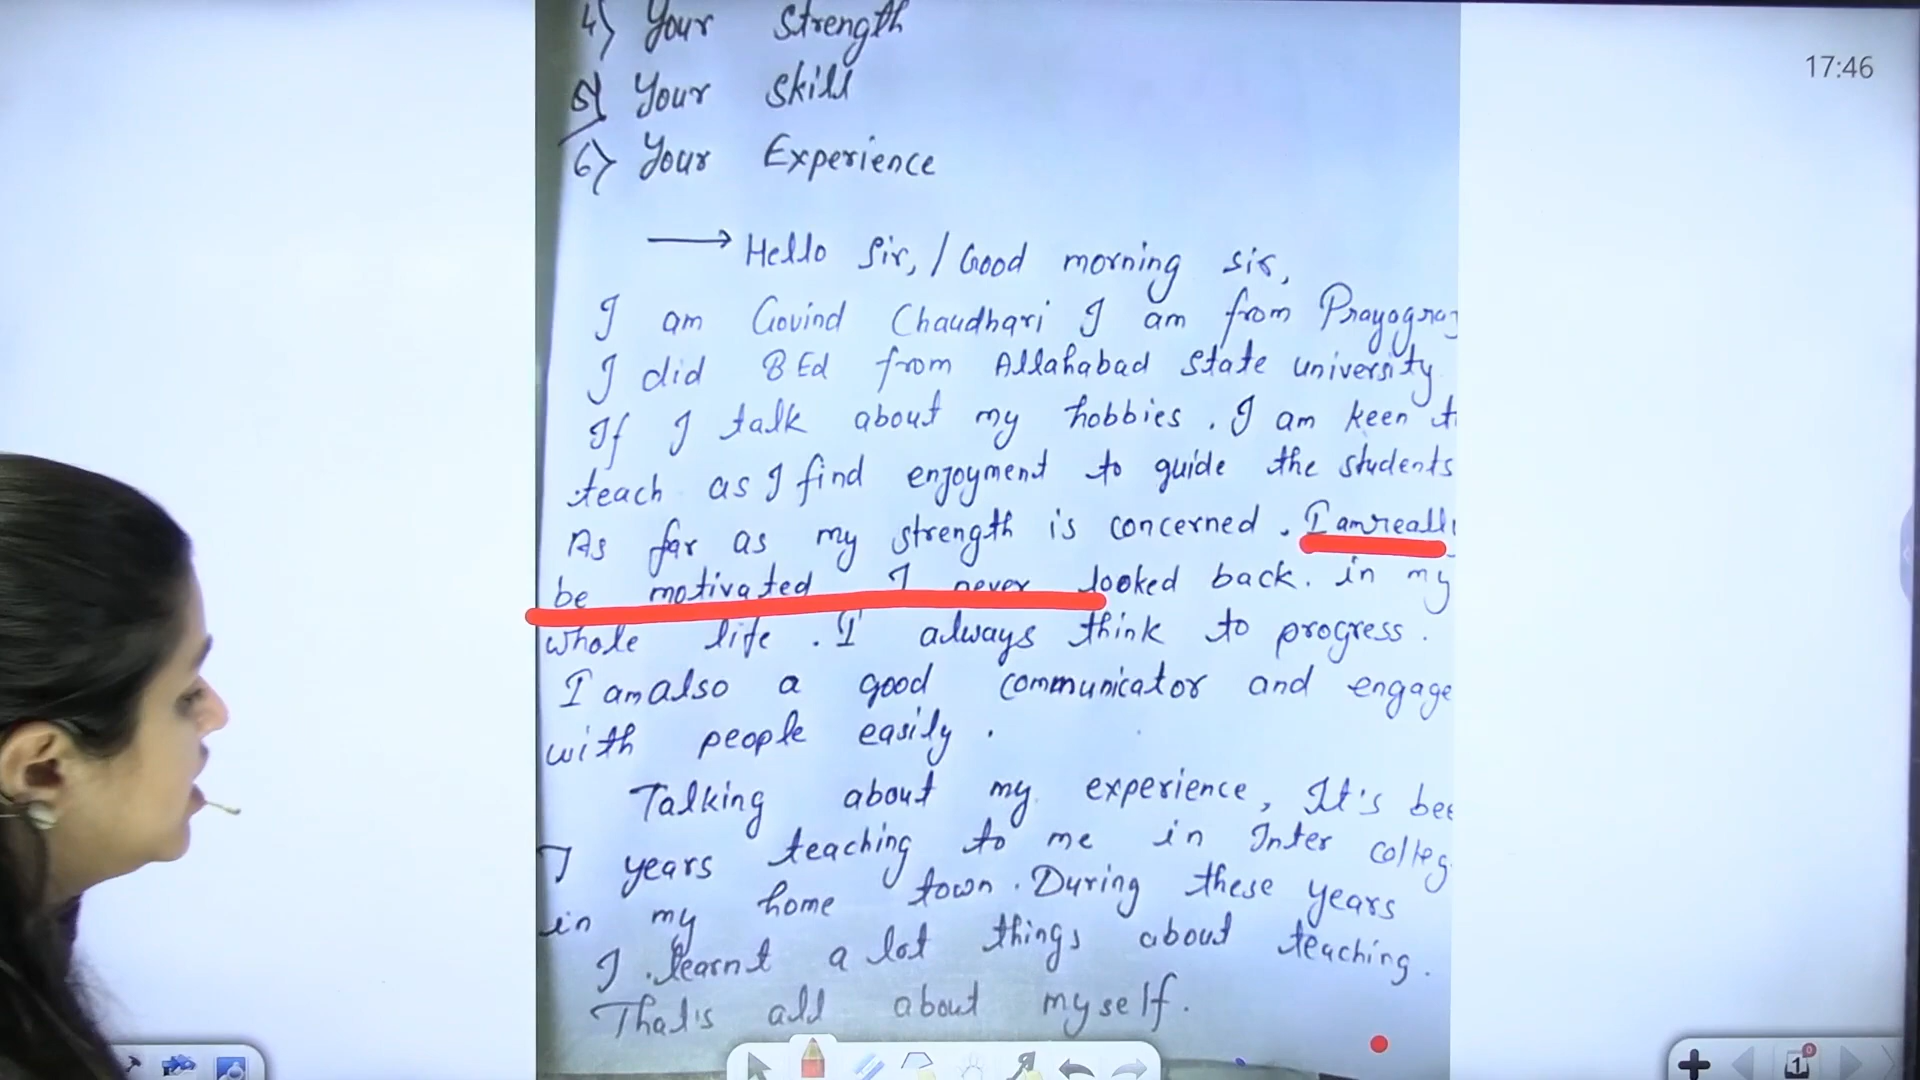 4) Your Strength
5) Your Skill
6) Your Experience
17:46
→ Hello Sir, / Good morning sir,
I am Govind Chaudhari I am from
I did B Ed from Allahabad State university
If I talk about my hobbies. I am keen
teach as I find enjoyment to guide the students
As far as my strength is concerned. I am
be motivated I never looked back. in my
whole life. I always think to progress.
I am also a good communicator and engage
with people easily.
Talking about my experience, It's
years teaching to me in Inter
in my home town. During these years
I learnt a lot things about teaching.
That's all about myself.
1